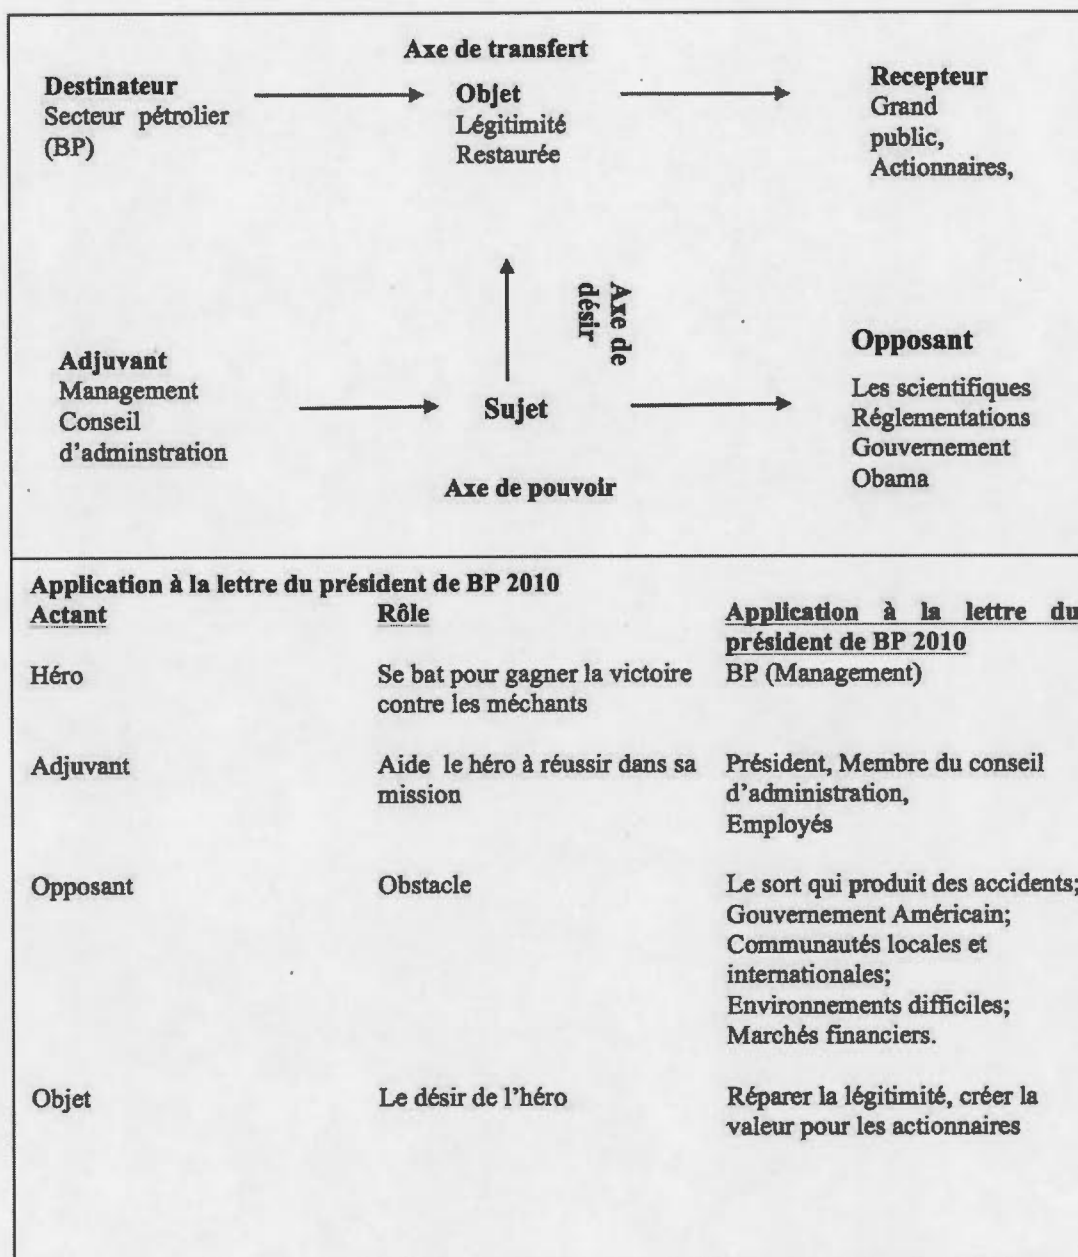 Axe de transfert
Destinateur
Secteur pétrolier
(BP)
Objet
Légitimité
Restaurée
Recepteur
Grand
public,
Actionnaires,
Axe de
désir
Adjuvant
Management
Conseil
d'adminstration
Sujet
Opposant
Les scientifiques
Réglementations
Gouvernement
Obama
Axe de pouvoir
Application à la lettre du président de BP 2010
Actant
Rôle
Application à la lettre du
président de BP 2010
Héro
Se bat pour gagner la victoire
contre les méchants
BP (Management)
Adjuvant
Aide le héro à réussir dans sa
mission
Président, Membre du conseil
d'administration,
Employés
Opposant
Obstacle
Le sort qui produit des accidents;
Gouvernement Américain;
Communautés locales et
internationales;
Environnements difficiles;
Marchés financiers.
Objet
Le désir de l'héro
Réparer la légitimité, créer la
valeur pour les actionnaires